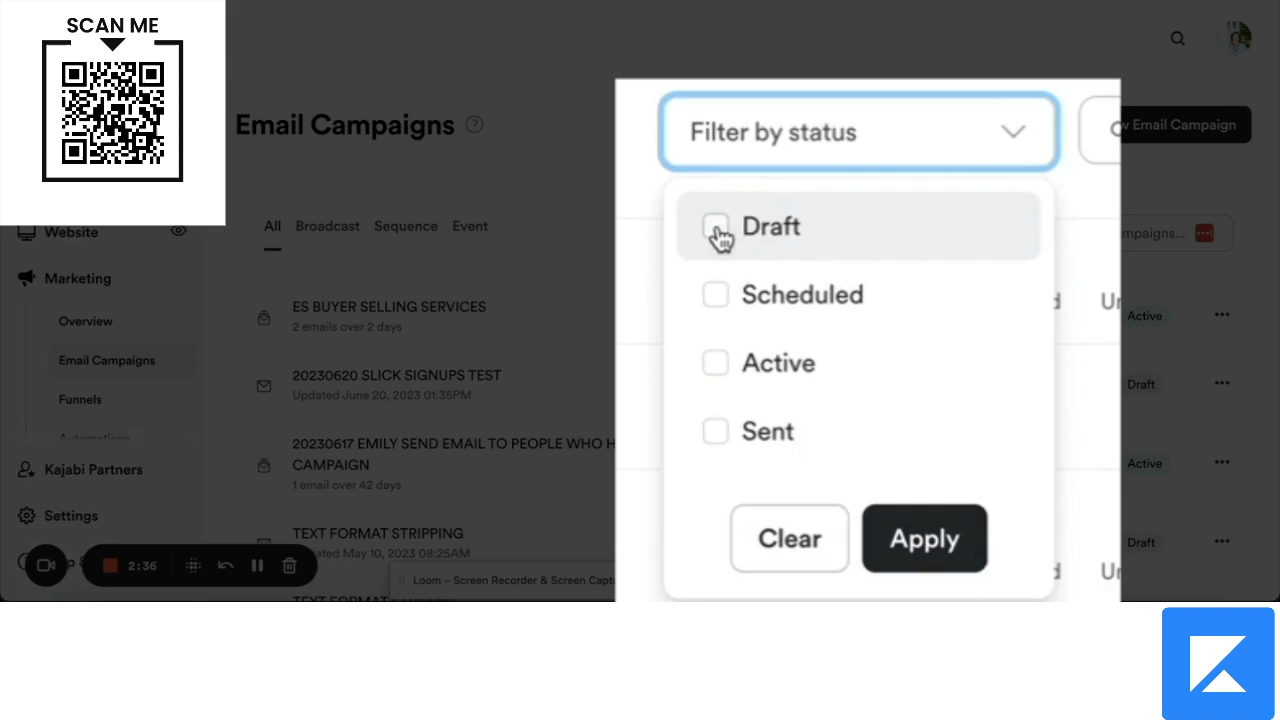 SCAN ME
Email Campaigns
w Email Campaign
Filter by status
Draft
Scheduled
Active
Sent
Clear
Apply
Website
Marketing
Overview
Email Campaigns
Funnels
Automations
Kajabi Partners
Settings
All
Broadcast
Sequence
Event
mpaigns...
ES BUYER SELLING SERVICES
2 emails over 2 days
Active
20230620 SLICK SIGNUPS TEST
Updated June 20, 2023 01:35PM
Draft
20230617 EMILY SEND EMAIL TO PEOPLE WHO H
CAMPAIGN
1 email over 42 days
Active
TEXT FORMAT STRIPPING
dated May 10, 2023 08:25AM
Draft
2:36
Loom – Screen Recorder & Screen Captu